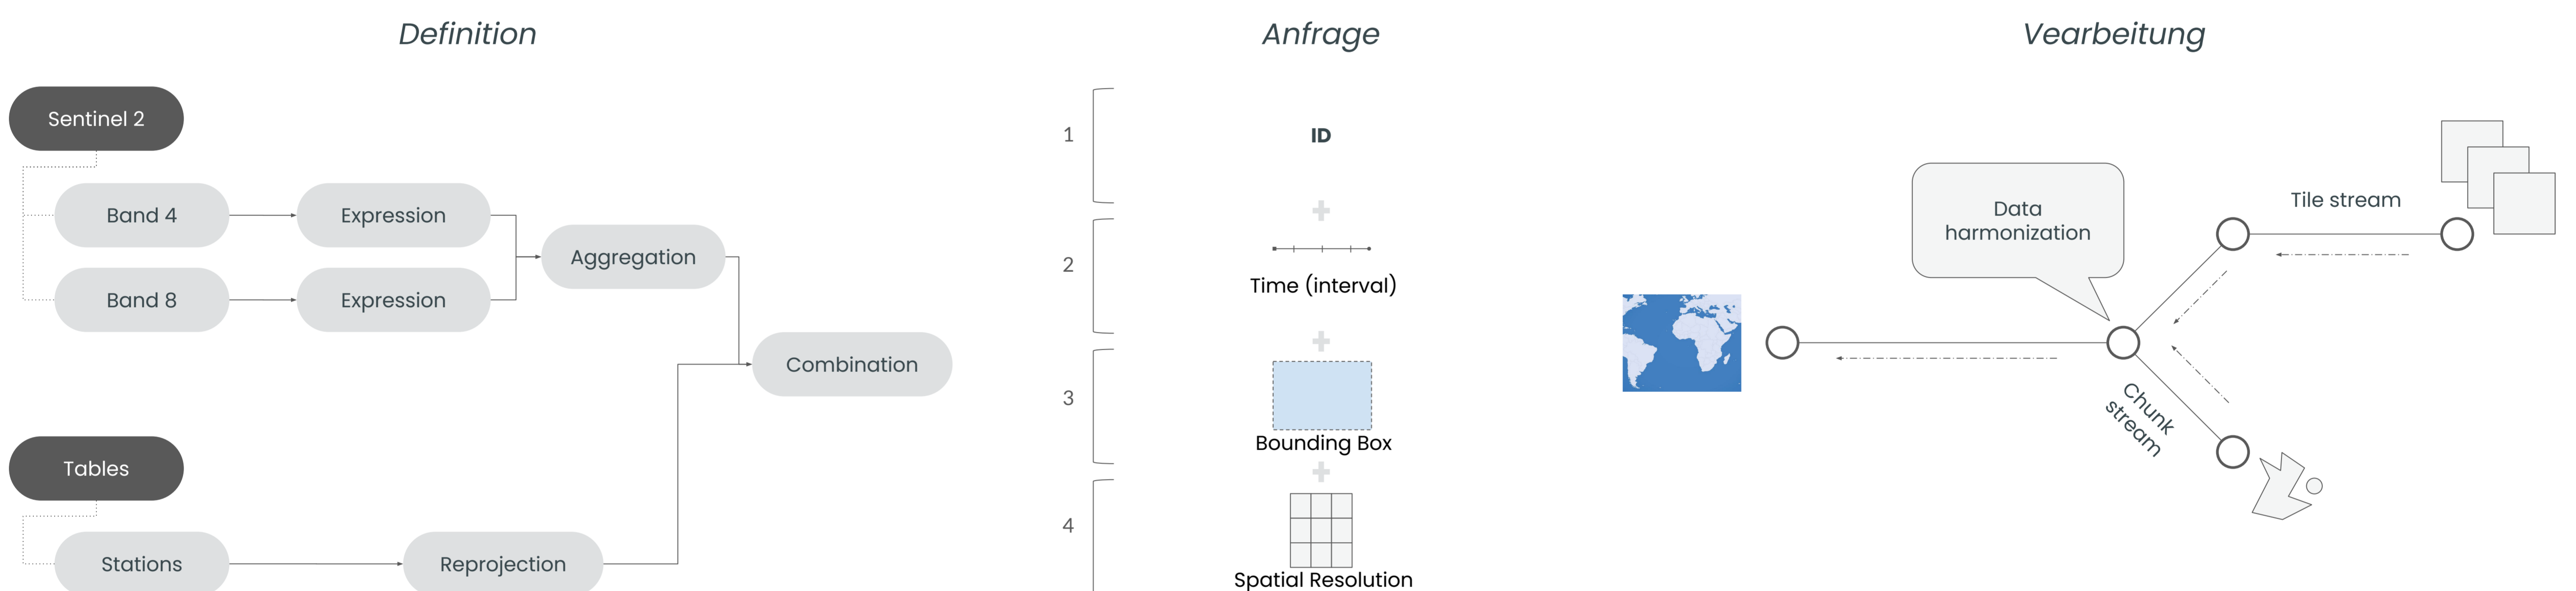 Definition
Sentinel 2
Band 4
Expression
Band 8
Expression
Aggregation
Combination
Tables
Stations
Reprojection
Anfrage
1
ID
2
Time (interval)
3
Bounding Box
4
Spatial Resolution
Vearbeitung
Data
harmonization
Tile stream
Chunk
stream